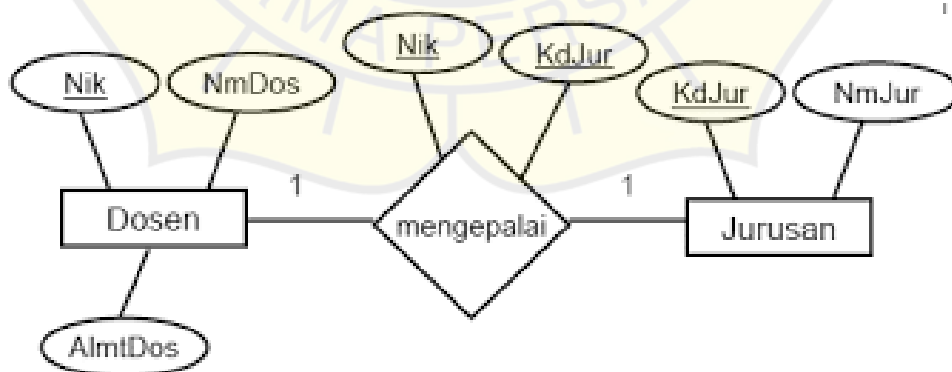 Nik
NmDos
Nik
KdJur
KdJur
NmJur
1
1
Dosen
mengepalai
Jurusan
AlmtDos